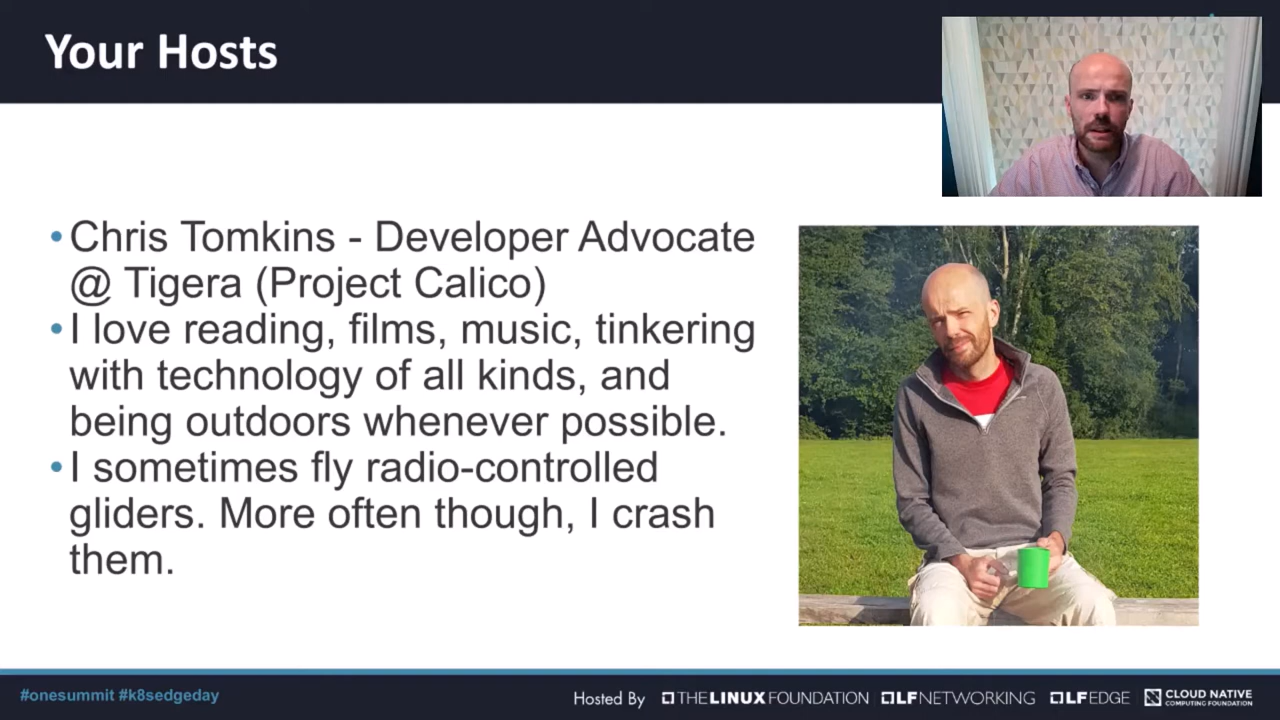 Your Hosts
•Chris Tomkins - Developer Advocate
@ Tigera (Project Calico)
•I love reading, films, music, tinkering
with technology of all kinds, and
being outdoors whenever possible.
•I sometimes fly radio-controlled
gliders. More often though, I crash
them.
#onesummit #k8sedgeday
Hosted By THE LINUX FOUNDATION LF NETWORKING LF EDGE CLOUD NATIVE
COMPUTING FOUNDATION